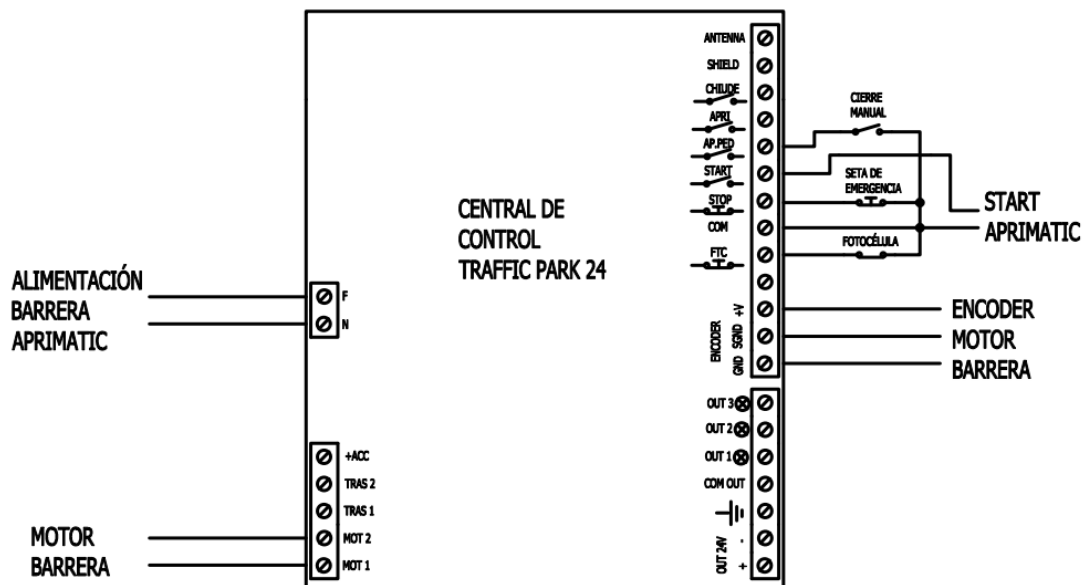 ANTENNA
SHIELD
CHIUDE
APRI
AP.PED
START
STOP
COM
FTC
CIERRE
MANUAL
SETA DE
EMERGENCIA
FOTOCÉLULA
START
APRIMATIC
CENTRAL DE
CONTROL
TRAFFIC PARK 24
ALIMENTACIÓN
BARRERA
APRIMATIC
F
N
ENCODER
+V
SGND
GND
ENCODER
MOTOR
BARRERA
OUT 3
OUT 2
OUT 1
COM OUT
OUT 24V
-
+
+ACC
TRAS 2
TRAS 1
MOT 2
MOT 1
MOTOR
BARRERA